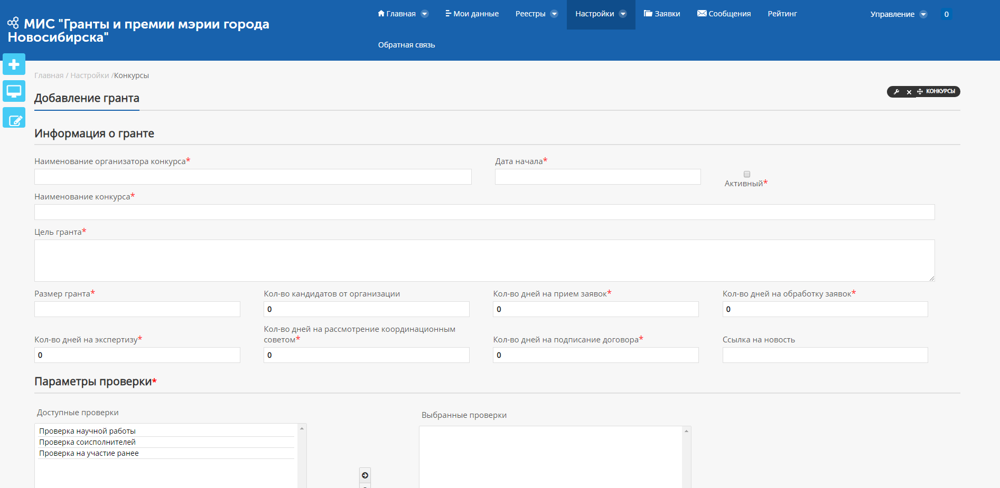 Главная Мои данные Реестры Настройки Заявки Сообщения Рейтинг Управление 0
МИС "Гранты и премии мэрии города
Новосибирска"
Обратная связь
Главная / Настройки /Конкурсы
Добавление гранта
КОНКУРСЫ
Информация о гранте
Наименование организатора конкурса* Дата начала*
Активный*
Наименование конкурса*
Цель гранта*
Размер гранта* Кол-во кандидатов от организации Кол-во дней на прием заявок* Кол-во дней на обработку заявок*
0 0 0
Кол-во дней на рассмотрение координационным
Кол-во дней на экспертизу* советом* Кол-во дней на подписание договора* Ссылка на новость
0 0 0
Параметры проверки*
Доступные проверки
Выбранные проверки
Проверка научной работы
Проверка соисполнителей
Проверка на участие ранее